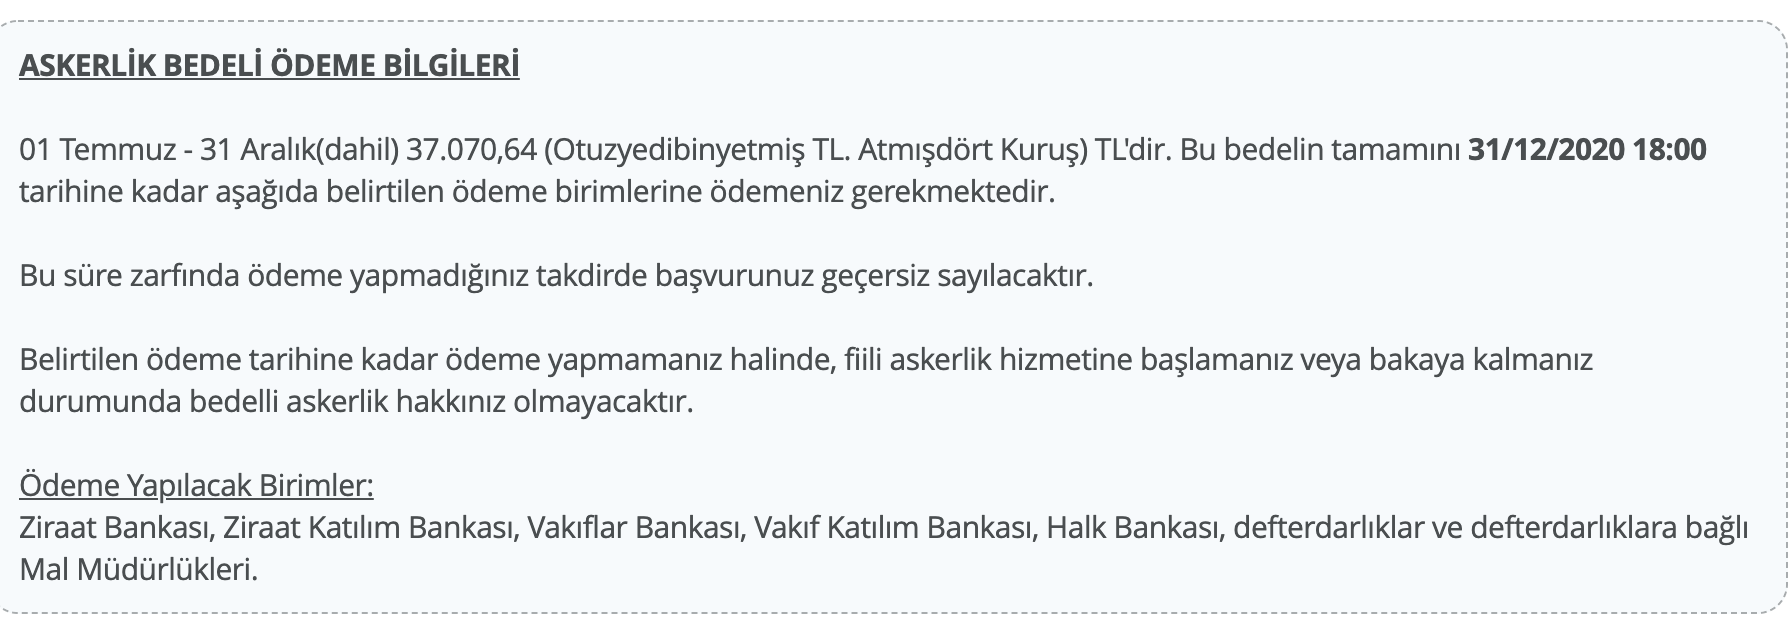 ASKERLİK BEDELİ ÖDEME BİLGİLERİ
01 Temmuz - 31 Aralık(dahil) 37.070,64 (Otuzyedibinyetmiş TL. Atmışdört Kuruş) TL'dir. Bu bedelin tamamını 31/12/2020 18:00
tarihine kadar aşağıda belirtilen ödeme birimlerine ödemeniz gerekmektedir.
Bu süre zarfında ödeme yapmadığınız takdirde başvurunuz geçersiz sayılacaktır.
Belirtilen ödeme tarihine kadar ödeme yapmamanız halinde, fiili askerlik hizmetine başlamanız veya bakaya kalmanız
durumunda bedelli askerlik hakkınız olmayacaktır.
Ödeme Yapılacak Birimler:
Ziraat Bankası, Ziraat Katılım Bankası, Vakıflar Bankası, Vakıf Katılım Bankası, Halk Bankası, defterdarlıklar ve defterdarlıklara bağlı
Mal Müdürlükleri.